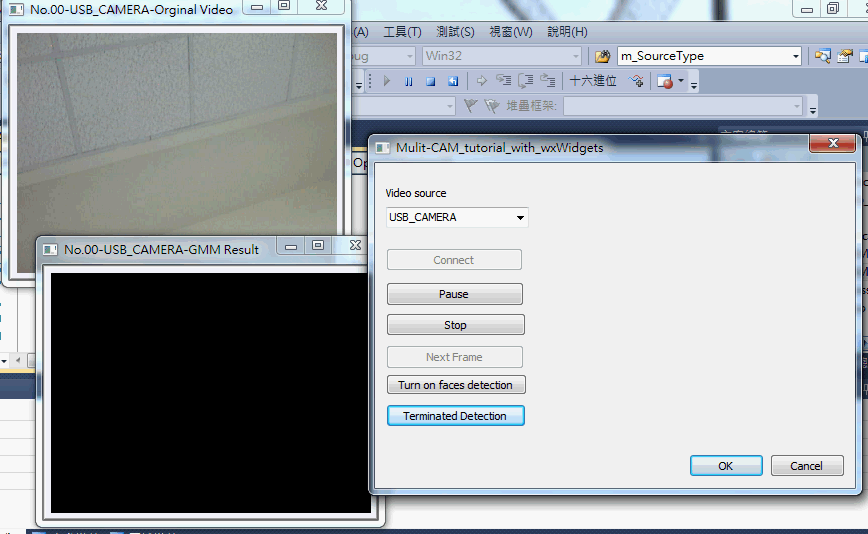 No.00-USB_CAMERA-Orginal Video
(A) 工具(T) 測試(S) 視窗(W) 說明(H)
bug Win32 m_SourceType
十六進位
堆疊框架:
Mulit-CAM_tutorial_with_wxWidgets
Op
Video source
USB_CAMERA
No.00-USB_CAMERA-GMM Result
Connect
Pause
Stop
Next Frame
Turn on faces detection
Terminated Detection
OK Cancel